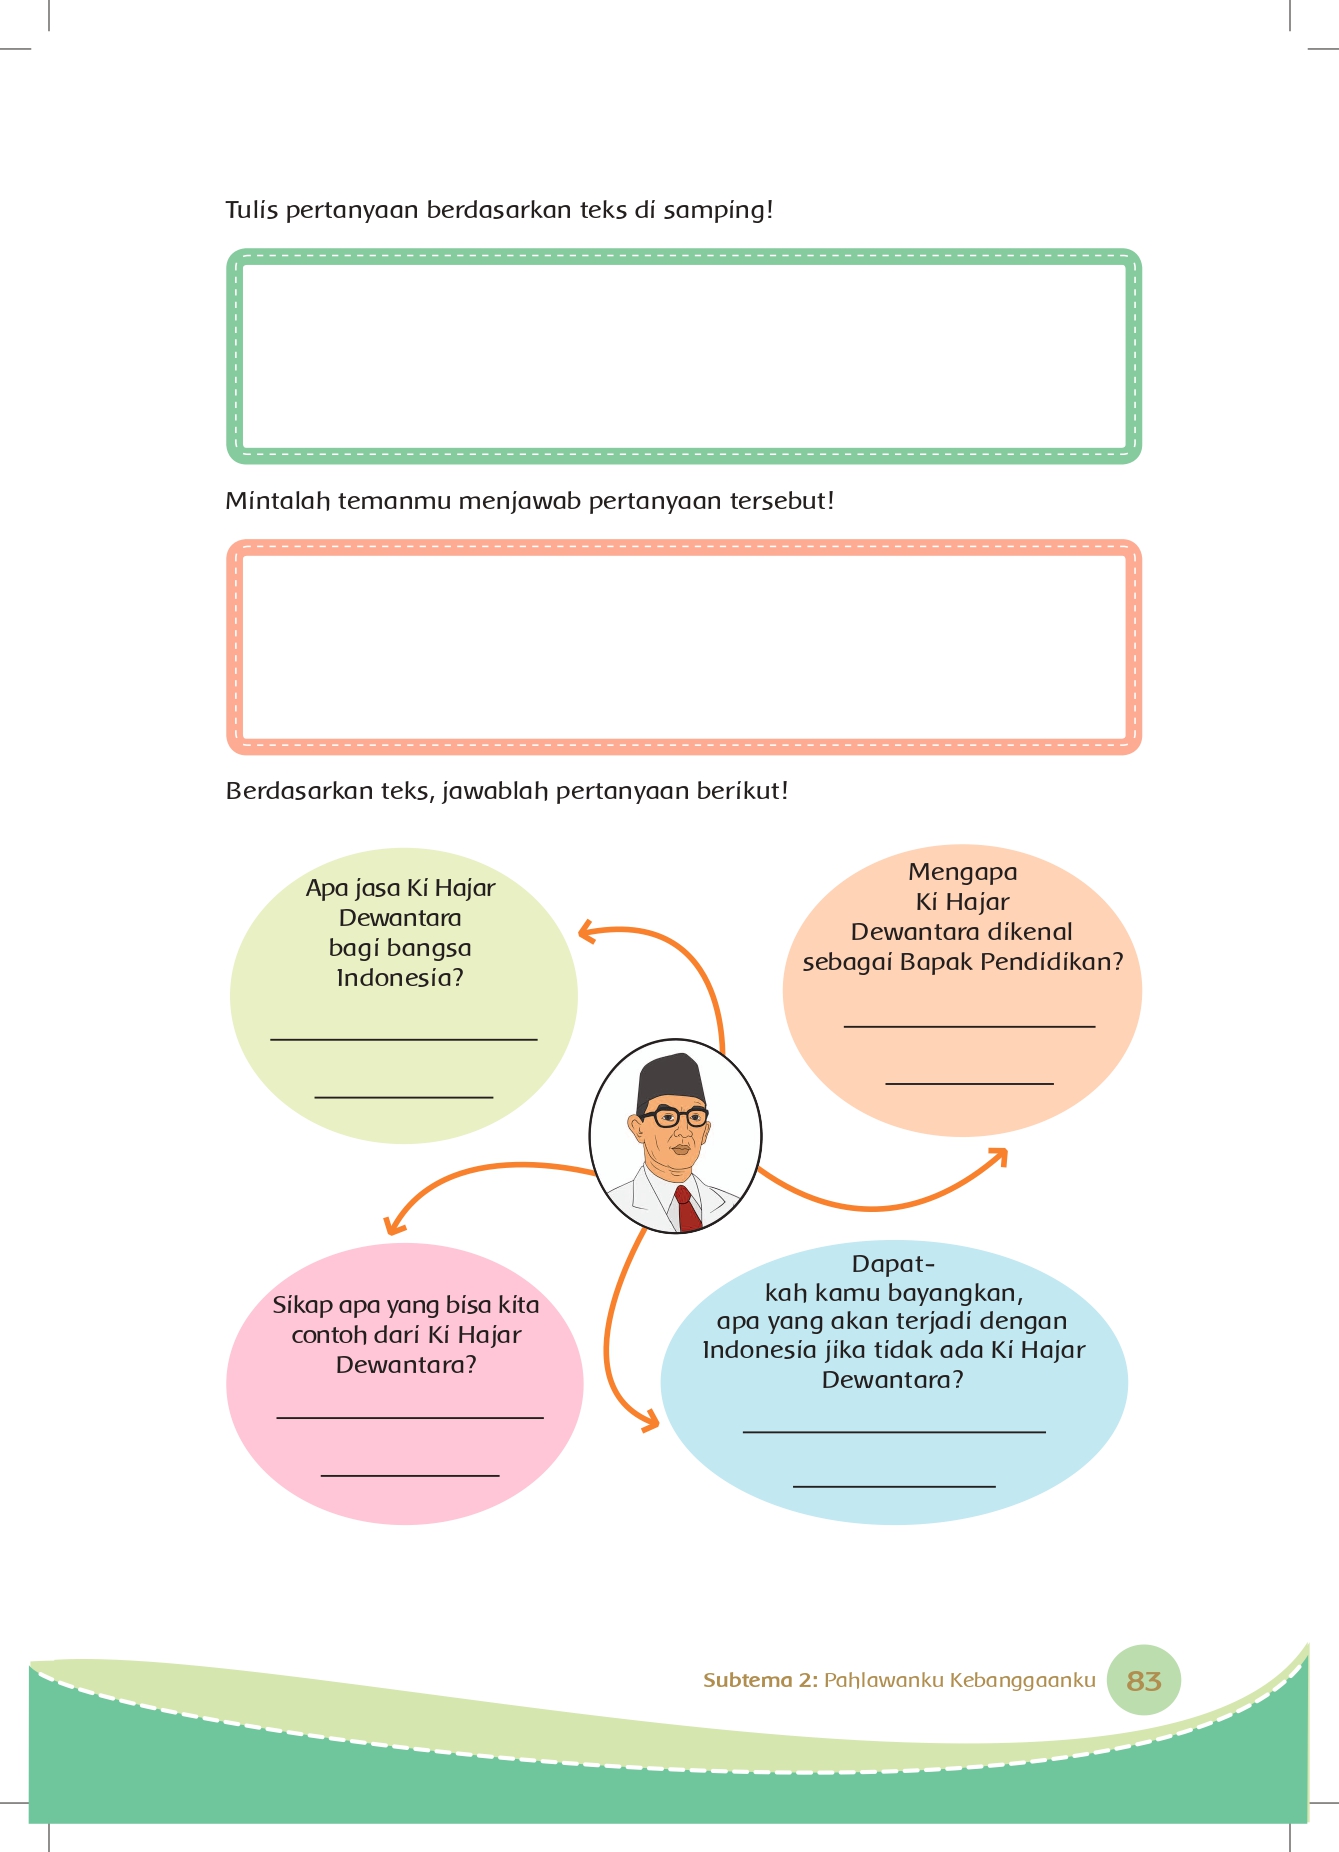 Tulis pertanyaan berdasarkan teks di samping!
Mintalah temanmu menjawab pertanyaan tersebut!
Berdasarkan teks, jawablah pertanyaan berikut!
Apa jasa Ki Hajar
Dewantara
bagi bangsa
Indonesia?
Mengapa
Ki Hajar
Dewantara dikenal
sebagai Bapak Pendidikan?
Sikap apa yang bisa kita
contoh dari Ki Hajar
Dewantara?
Dapat-
kah kamu bayangkan,
apa yang akan terjadi dengan
Indonesia jika tidak ada Ki Hajar
Dewantara?
Subtema 2: Pahlawanku Kebanggaanku 83